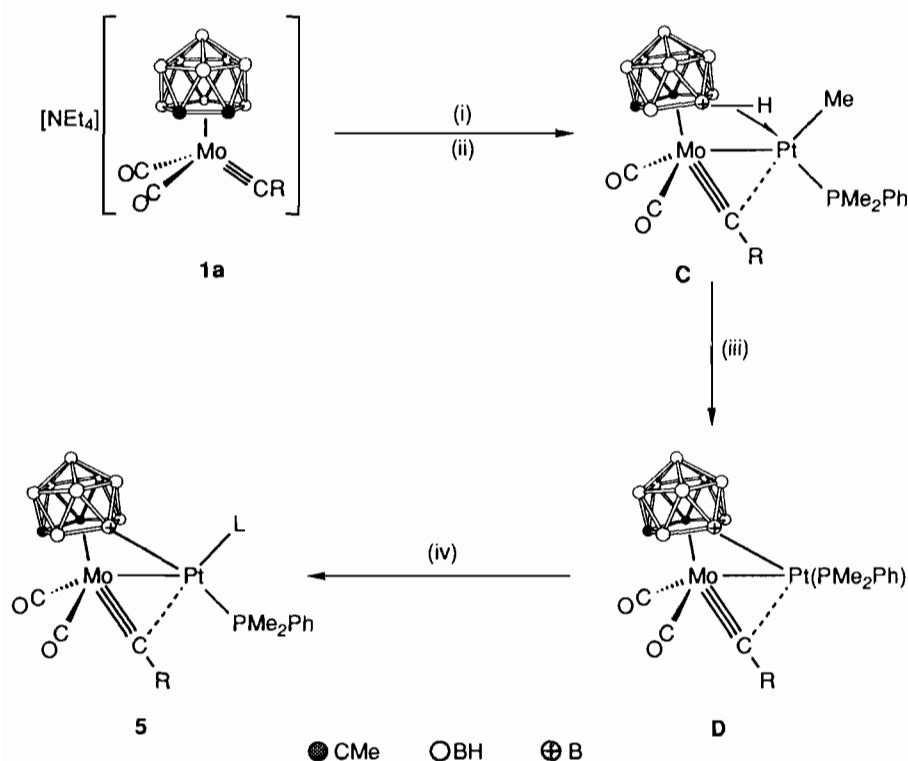 [NEt4]
Mo
OC
OC
CR
1a
(i)
(ii)
H
Me
Mo
Pt
OC
OC
C
R
PMe2Ph
C
(iii)
Mo
Pt(PMe2Ph)
OC
OC
C
R
D
(iv)
L
Mo
Pt
OC
OC
C
R
PMe2Ph
5
CMe BH B